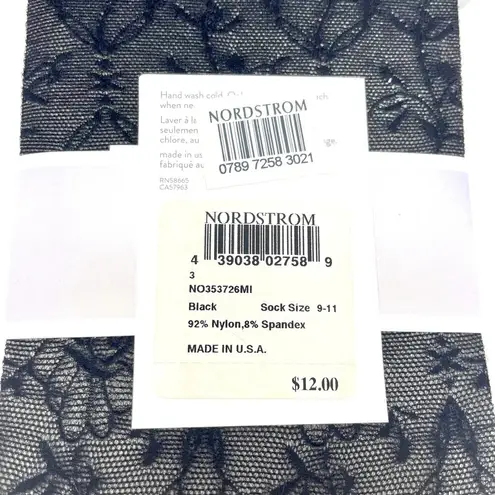 Hand wash cold.
when ne
Laver à la
seulemen
chlore, au
made in us
fabriqué au
RN58665
CA57963
NORDSTROM
0789 7258 3021
NORDSTROM
4 39038 02758 9
3
NO353726MI
Black Sock Size 9-11
92% Nylon,8% Spandex
MADE IN U.S.A.
$12.00